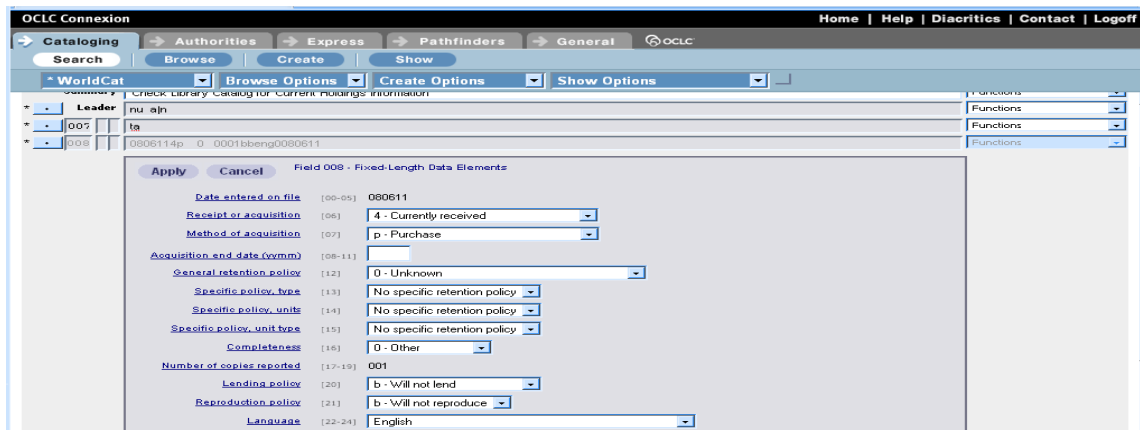 OCLC Connexion Home | Help | Diacritics | Contact | Logoff
Cataloging Authorities Express Pathfinders General OCLC
Search Browse Create Show
* WorldCat Browse Options Create Options Show Options
Summary Check Library Catalog for Current Holdings Information Functions
* Leader nu a|n Functions
* 007 ta Functions
* 008 0806114p 0 0001bbeng0080611 Functions
Apply Cancel Field 008 - Fixed-Length Data Elements
Date entered on file [00-05] 080611
Receipt or acquisition [06] 4 - Currently received
Method of acquisition [07] p - Purchase
Acquisition end date (yymm) [08-11]
General retention policy [12] 0 - Unknown
Specific policy, type [13] No specific retention policy
Specific policy, units [14] No specific retention policy
Specific policy, unit type [15] No specific retention policy
Completeness [16] 0 - Other
Number of copies reported [17-19] 001
Lending policy [20] b - Will not lend
Reproduction policy [21] b - Will not reproduce
Language [22-24] English